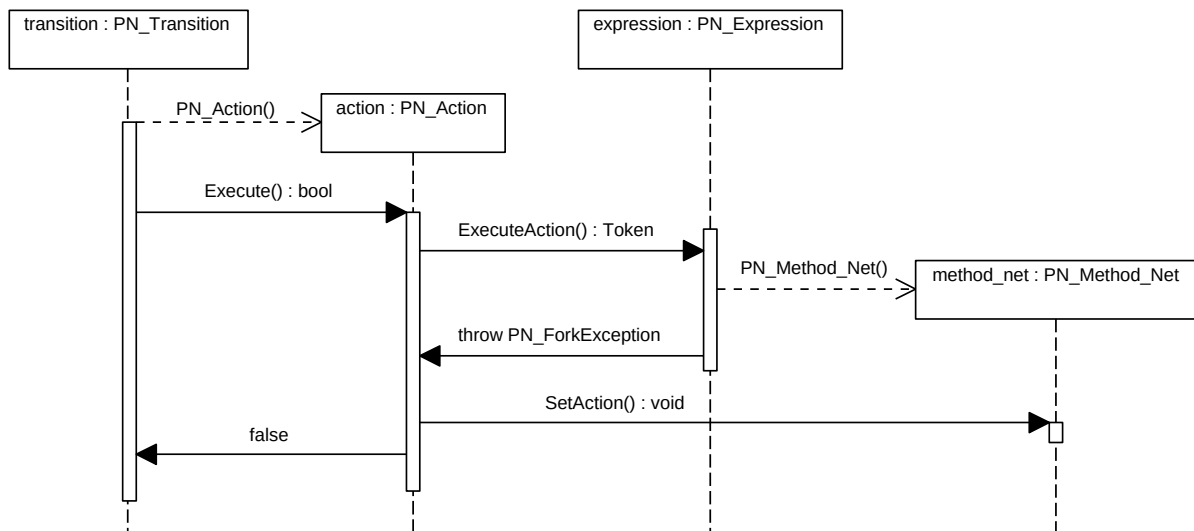 transition : PN_Transition
expression : PN_Expression
PN_Action()
action : PN_Action
Execute() : bool
ExecuteAction() : Token
PN_Method_Net()
method_net : PN_Method_Net
throw PN_ForkException
SetAction() : void
false